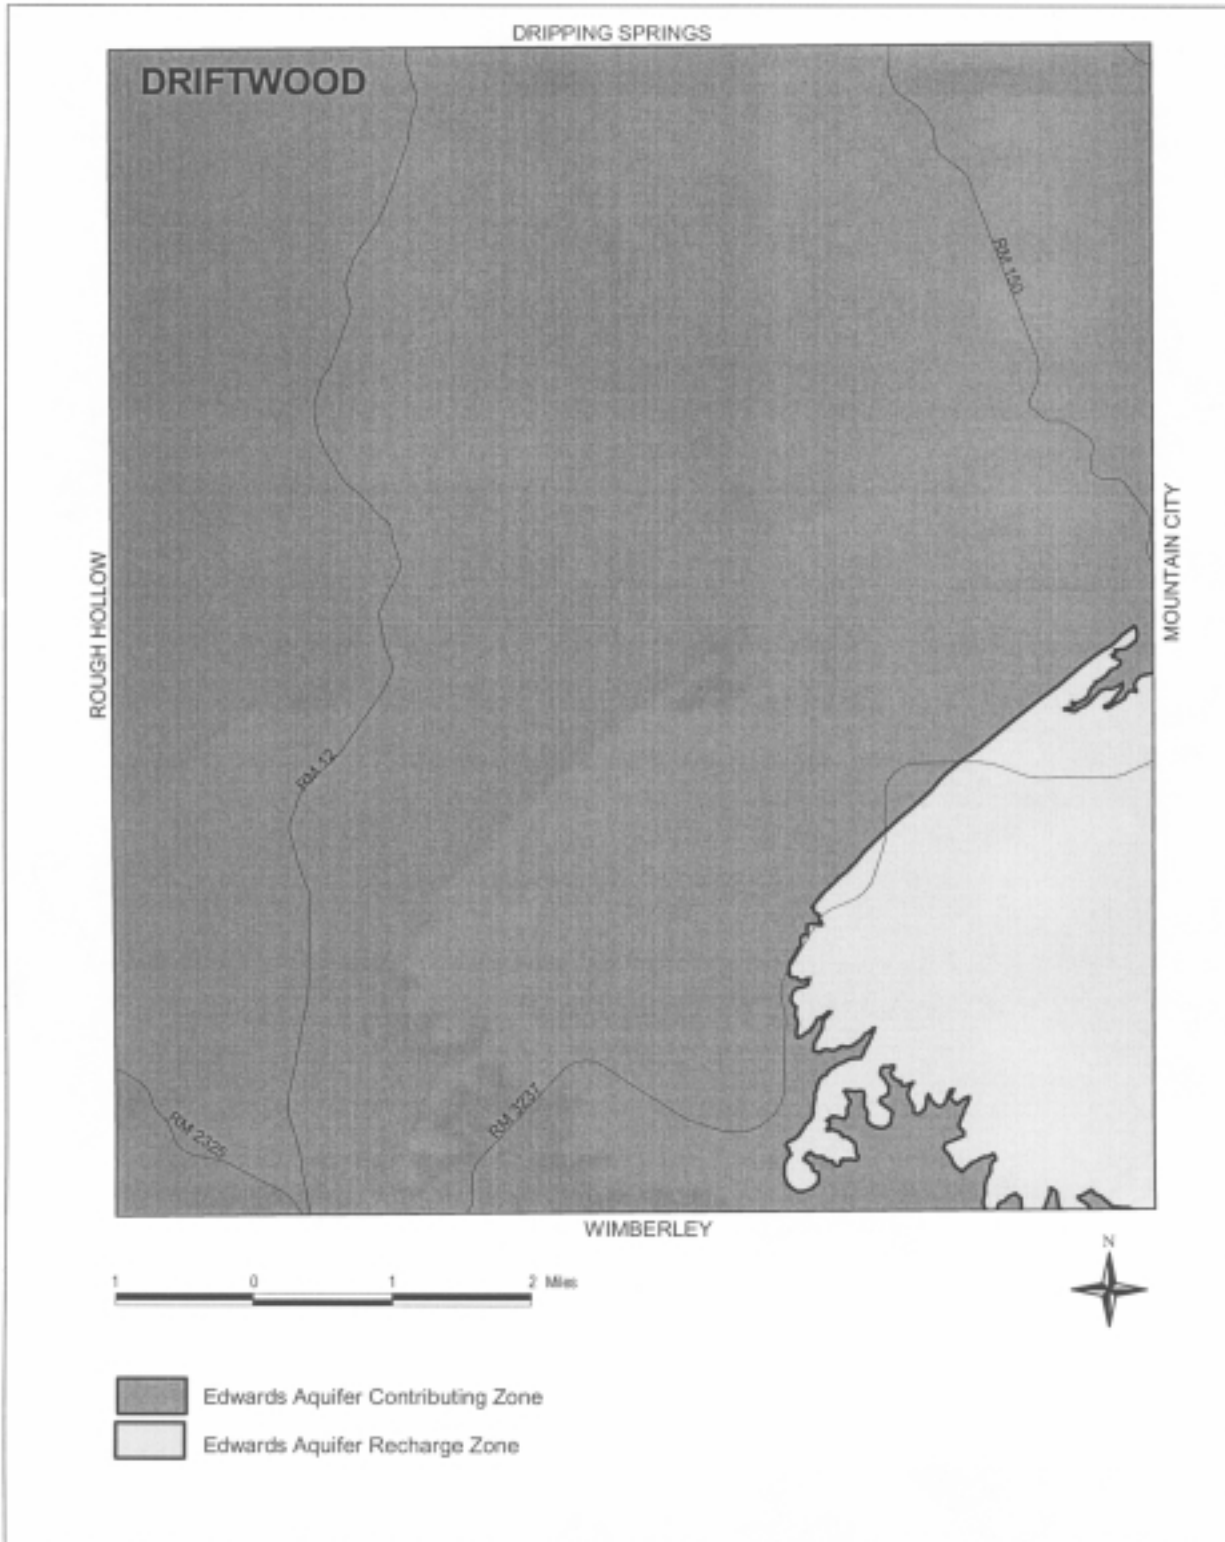 DRIPPING SPRINGS
DRIFTWOOD
RM 150
MOUNTAIN CITY
ROUGH HOLLOW
RM 12
RM 2325
RM 3237
WIMBERLEY
N
1 0 1 2 Miles
Edwards Aquifer Contributing Zone
Edwards Aquifer Recharge Zone